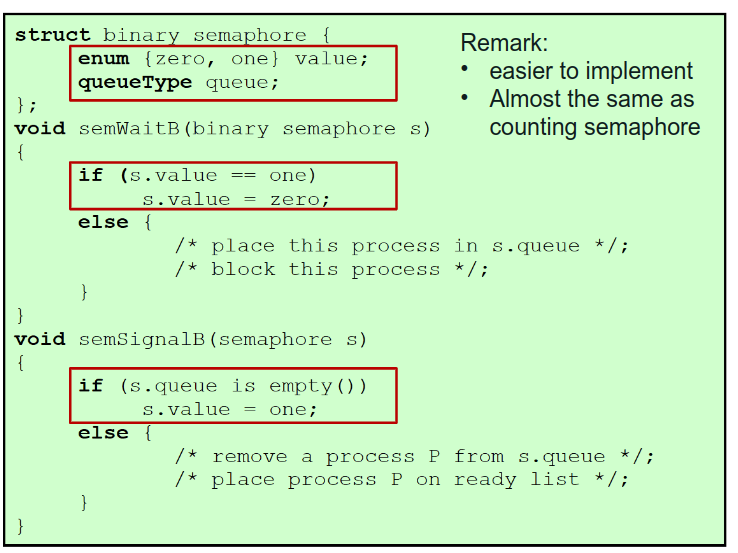 struct binary semaphore {
enum {zero, one} value;
queueType queue;
};
void semWaitB(binary semaphore s)
{
if (s.value == one)
s.value = zero;
else {
/* place this process in s.queue */;
/* block this process */;
}
}
void semSignalB(semaphore s)
{
if (s.queue is empty())
s.value = one;
else {
/* remove a process P from s.queue */;
/* place process P on ready list */;
}
}
Remark:
• easier to implement
• Almost the same as
counting semaphore